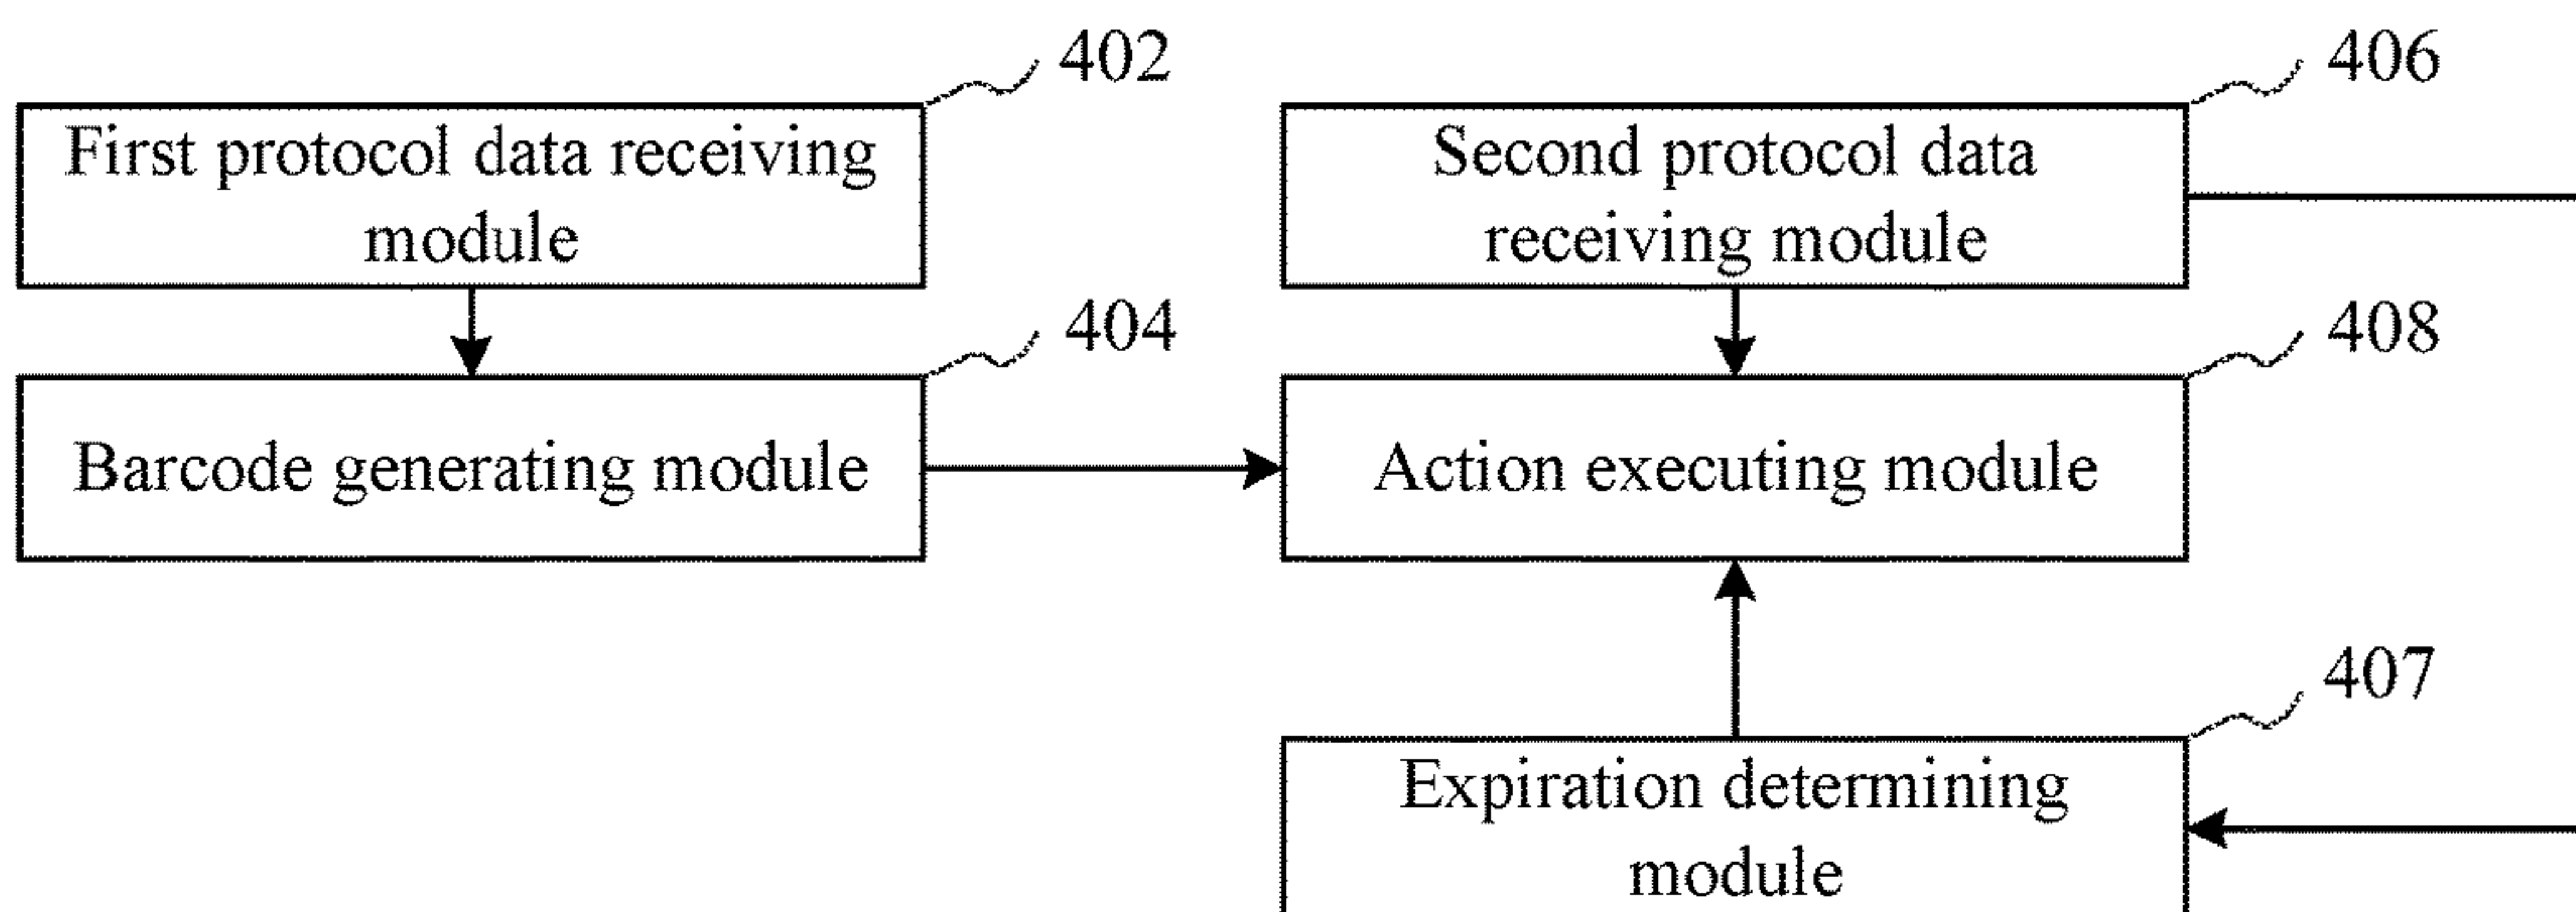 402
First protocol data receiving
module
404
Barcode generating module
406
Second protocol data
receiving module
408
Action executing module
407
Expiration determining
module